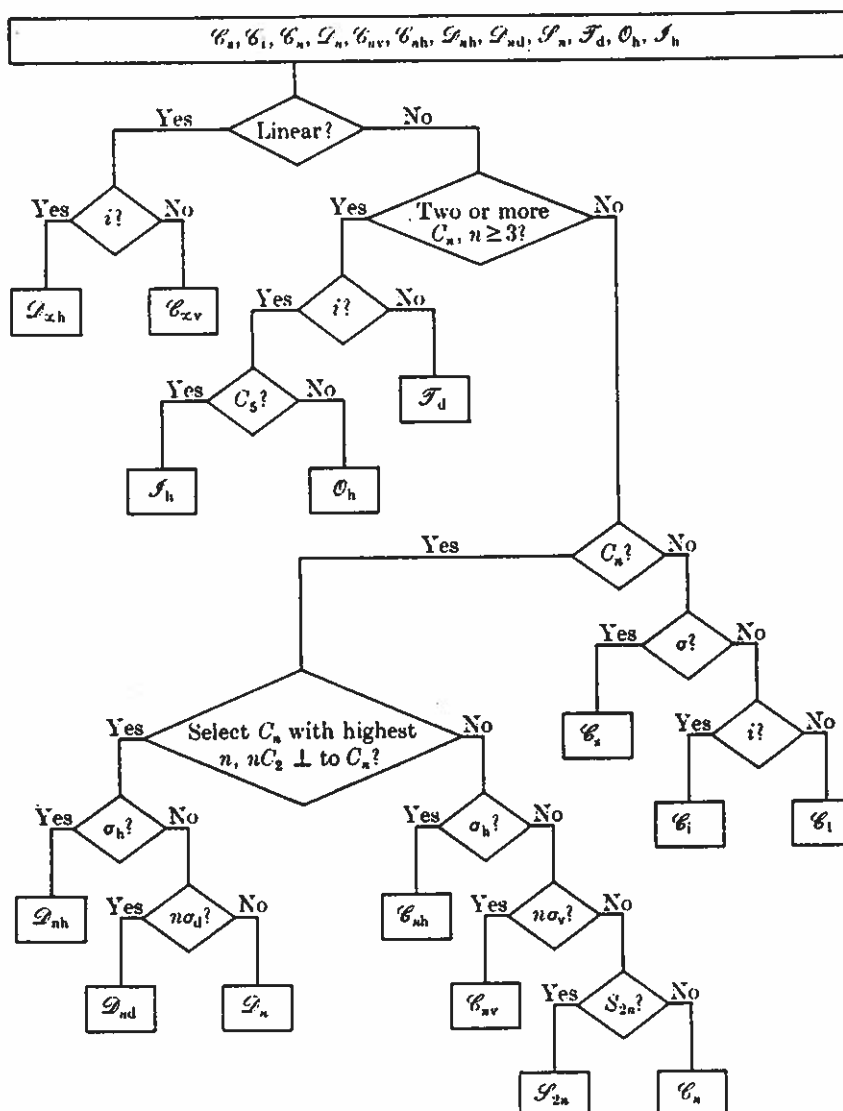 𝒞ₛ, 𝒞ᵢ, 𝒞ₙ, 𝒟ₙ, 𝒞ₙᵥ, 𝒞ₙₕ, 𝒟ₙₕ, 𝒟ₙd, 𝒮ₙ, 𝒯d, 𝒪ₕ, ℐₕ
Yes Linear? No
Yes i? No
Yes Two or more No
Cₙ, n ≥ 3?
𝒟∞h 𝒞∞v
Yes i? No
Yes C₅? No
𝒯d
ℐₕ 𝒪ₕ
Yes Cₙ? No
Yes σ? No
Yes Select Cₙ with highest No
n, nC₂ ⊥ to Cₙ?
𝒞ₛ
Yes i? No
Yes σₕ? No
Yes σₕ? No
𝒞ᵢ 𝒞₁
𝒟ₙₕ
Yes nσd? No
𝒞ₙₕ
Yes nσᵥ? No
𝒟ₙd 𝒟ₙ
𝒞ₙᵥ
Yes S₂ₙ? No
𝒮₂ₙ 𝒞ₙ